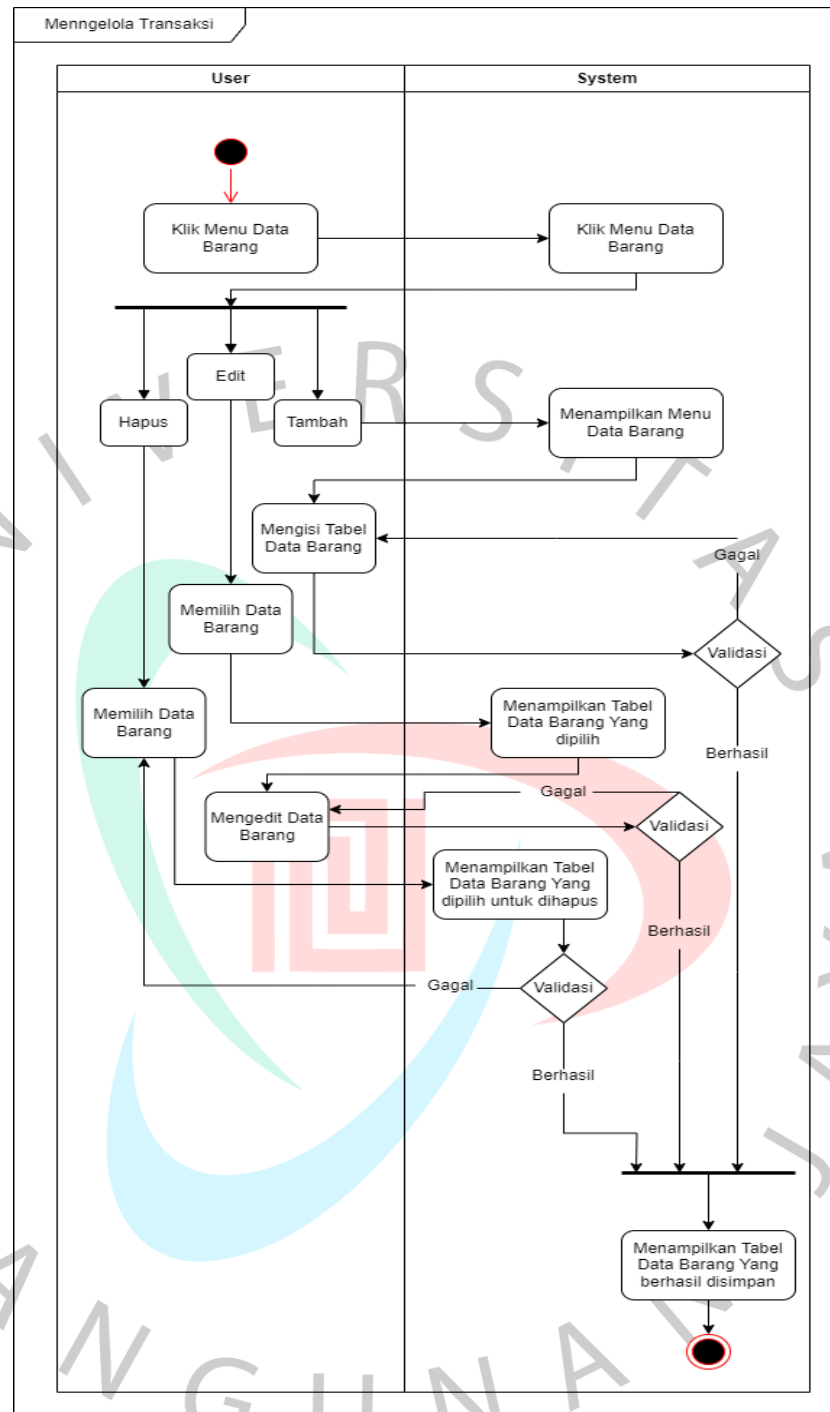 Menngelola Transaksi
User
System
Klik Menu Data
Barang
Klik Menu Data
Barang
Edit
Hapus
Tambah
Menampilkan Menu
Data Barang
Mengisi Tabel
Data Barang
Gagal
Memilih Data
Barang
Validasi
Memilih Data
Barang
Menampilkan Tabel
Data Barang Yang
dipilih
Berhasil
Gagal
Mengedit Data
Barang
Validasi
Menampilkan Tabel
Data Barang Yang
dipilih untuk dihapus
Berhasil
Gagal
Validasi
Berhasil
Menampilkan Tabel
Data Barang Yang
berhasil disimpan
NIVERSITAS
ANGUNAN JAYA